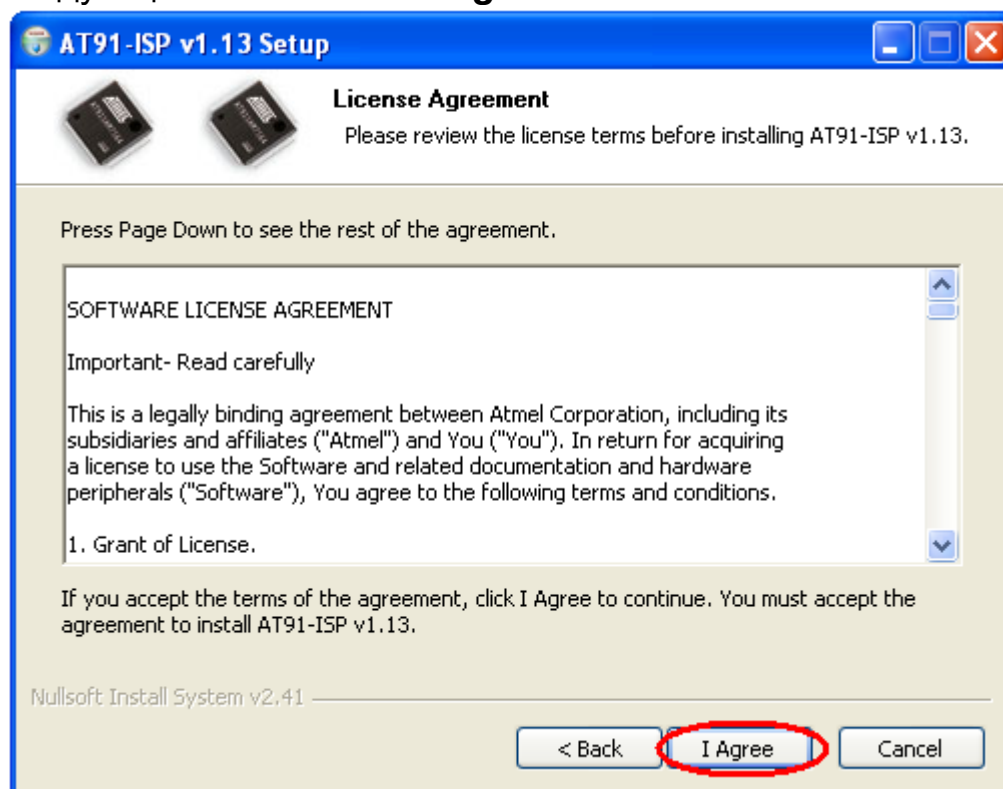 AT91-ISP v1.13 Setup
License Agreement
Please review the license terms before installing AT91-ISP v1.13.
Press Page Down to see the rest of the agreement.
SOFTWARE LICENSE AGREEMENT
Important- Read carefully
This is a legally binding agreement between Atmel Corporation, including its
subsidiaries and affiliates ("Atmel") and You ("You"). In return for acquiring
a license to use the Software and related documentation and hardware
peripherals ("Software"), You agree to the following terms and conditions.
1. Grant of License.
If you accept the terms of the agreement, click I Agree to continue. You must accept the
agreement to install AT91-ISP v1.13.
Nullsoft Install System v2.41
< Back I Agree Cancel